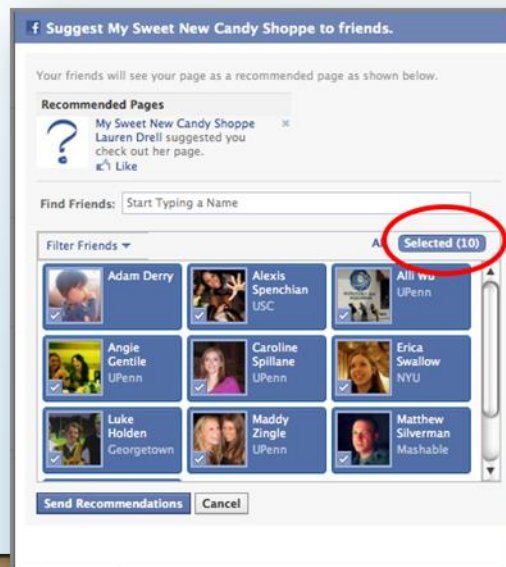 f Suggest My Sweet New Candy Shoppe to friends.
Your friends will see your page as a recommended page as shown below.
Recommended Pages
My Sweet New Candy Shoppe
Lauren Drell suggested you
check out her page.
Like
Find Friends: Start Typing a Name
Filter Friends
Selected (10)
Adam Derry
Alexis
Spenchian
USC
Alli Wu
UPenn
Angie
Gentile
UPenn
Caroline
Spillane
UPenn
Erica
Swallow
NYU
Luke
Holden
Georgetown
Maddy
Zingle
UPenn
Matthew
Silverman
Mashable
Send Recommendations Cancel